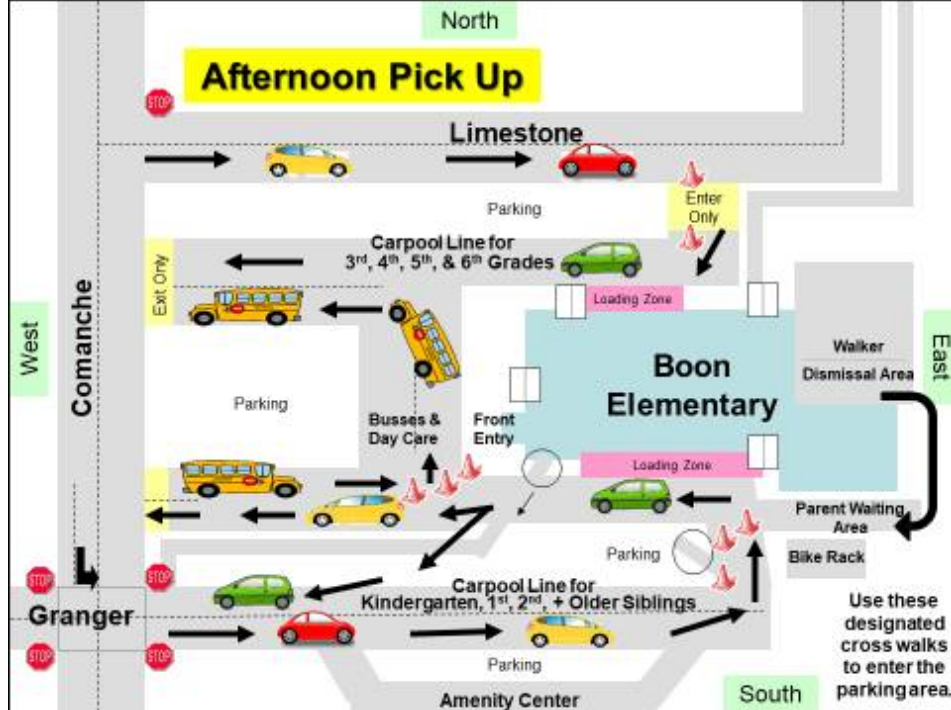 North
Afternoon Pick Up
STOP
Limestone
Parking
Enter
Only
Carpool Line for
3rd, 4th, 5th, & 6th Grades
Exit Only
Loading Zone
West
Comanche
East
Boon
Elementary
Walker
Dismissal Area
Parking
Busses &
Day Care
Front
Entry
Loading Zone
Parent Waiting
Area
Parking
Bike Rack
STOP
STOP
Granger
Carpool Line for
Kindergarten, 1st, 2nd, + Older Siblings
STOP
STOP
Use these
designated
cross walks
to enter the
parking area.
Parking
Amenity Center
South